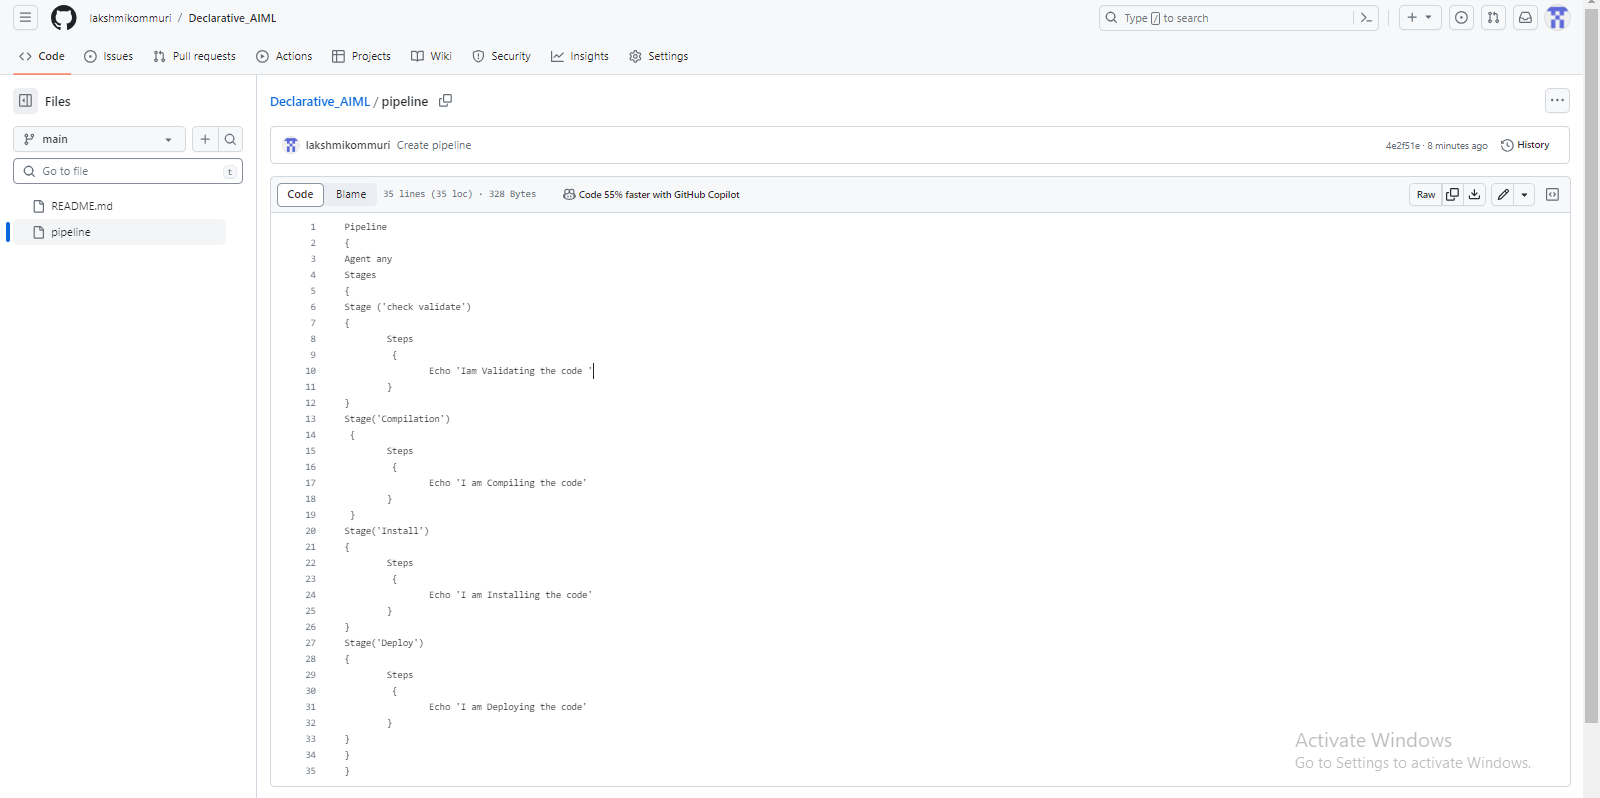 lakshmikommuri / Declarative_AIML
Type / to search
Code Issues Pull requests Actions Projects Wiki Security Insights Settings
Files
main
Go to file t
README.md
pipeline
Declarative_AIML / pipeline
lakshmikommuri Create pipeline 4e2f51e · 8 minutes ago History
Code Blame 35 lines (35 loc) · 328 Bytes Code 55% faster with GitHub Copilot Raw
1 Pipeline
2 {
3 Agent any
4 Stages
5 {
6 Stage ('check validate')
7 {
8 Steps
9 {
10 Echo 'Iam Validating the code '
11 }
12 }
13 Stage('Compilation')
14 {
15 Steps
16 {
17 Echo 'I am Compiling the code'
18 }
19 }
20 Stage('Install')
21 {
22 Steps
23 {
24 Echo 'I am Installing the code'
25 }
26 }
27 Stage('Deploy')
28 {
29 Steps
30 {
31 Echo 'I am Deploying the code'
32 }
33 }
34 }
35 }
Activate Windows
Go to Settings to activate Windows.